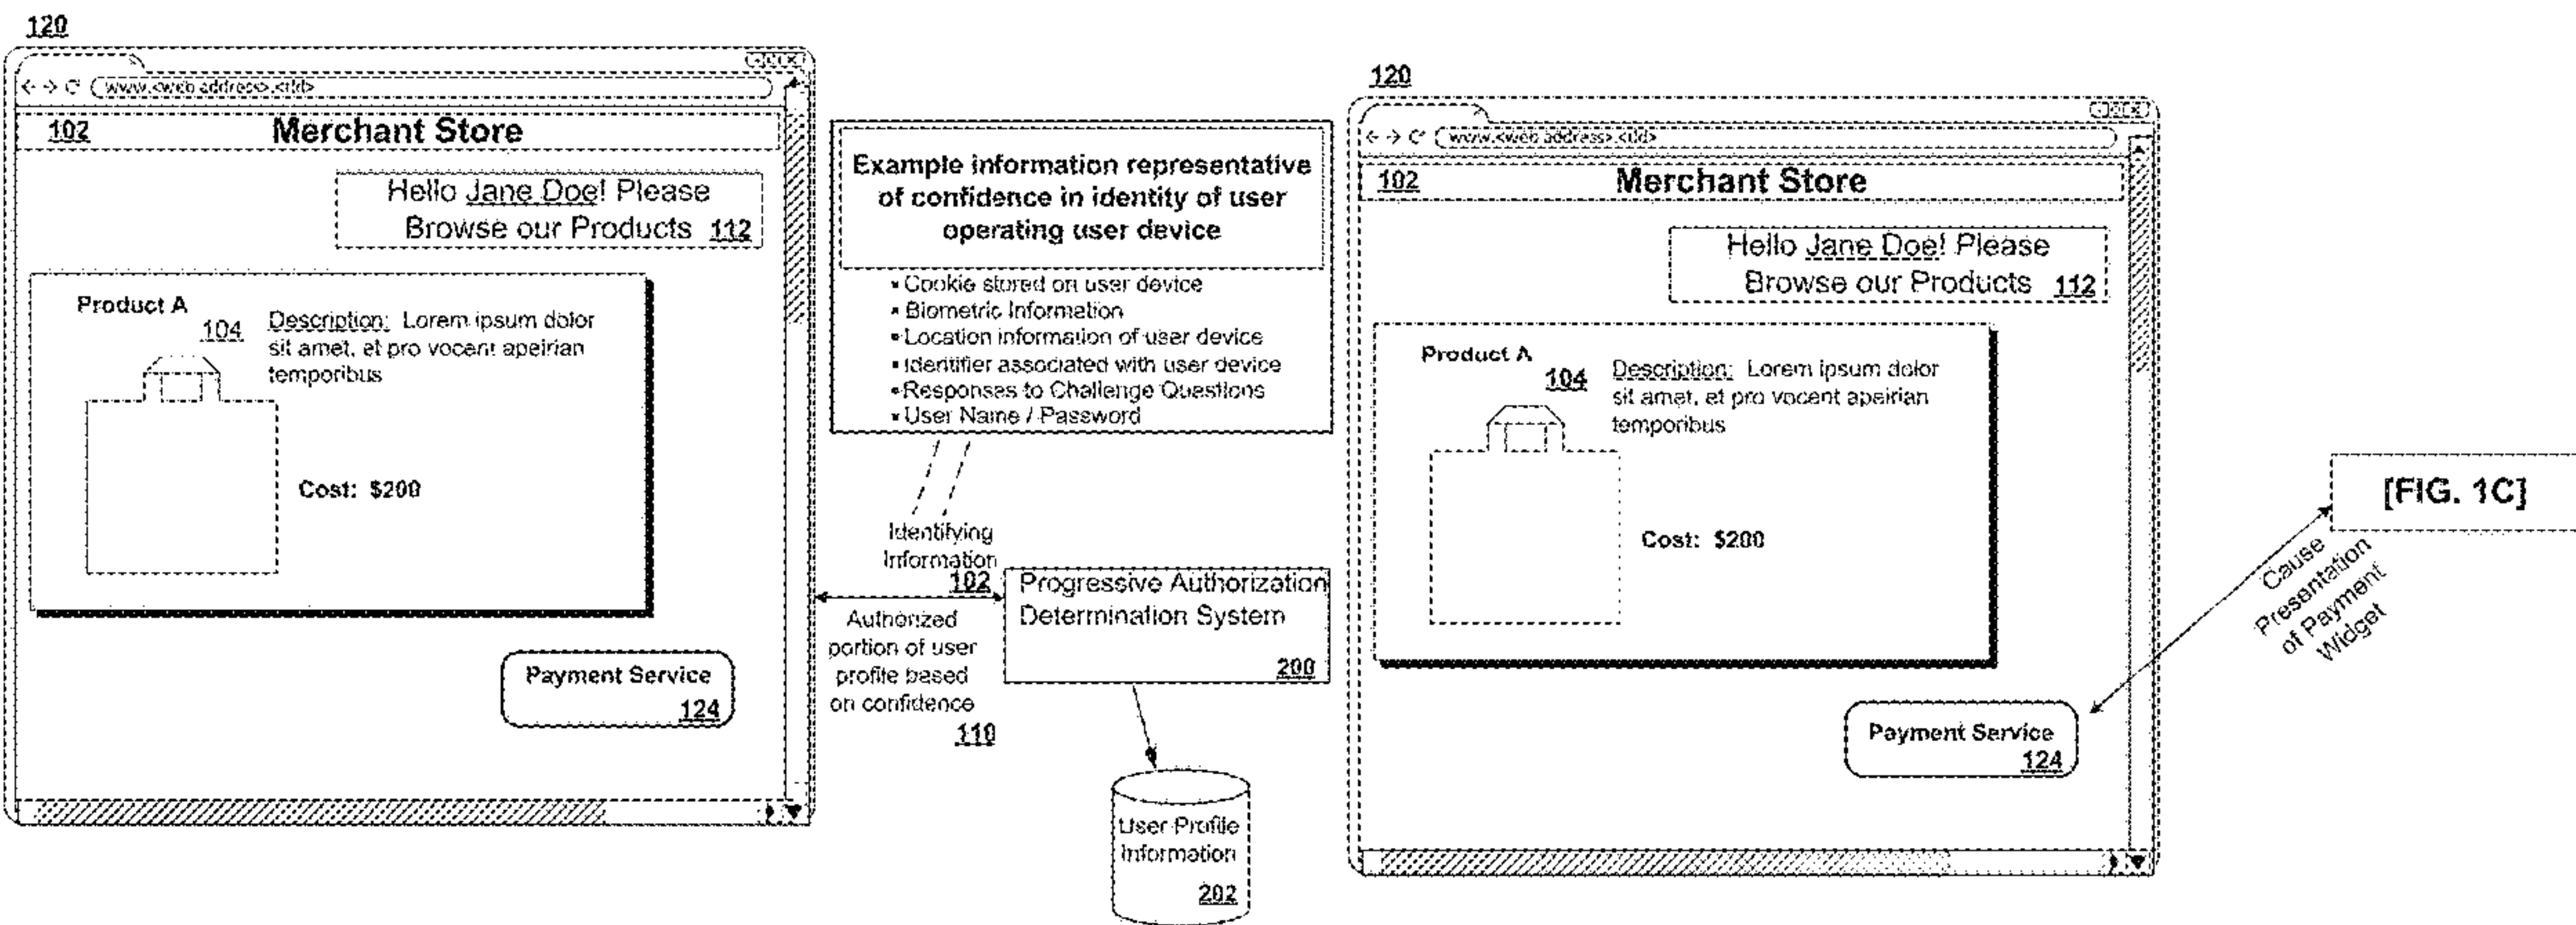 120
www.<web address>.<tld>
102 Merchant Store
Hello Jane Doe! Please
Browse our Products 112
Product A
104
Description: Lorem ipsum dolor
sit amet, et pro vocent apeirian
temporibus
Cost: $200
Payment Service
124
Example information representative
of confidence in identity of user
operating user device
▪ Cookie stored on user device
▪ Biometric Information
▪ Location information of user device
▪ Identifier associated with user device
▪ Responses to Challenge Questions
▪ User Name / Password
Identifying
Information
102
Authorized
portion of user
profile based
on confidence
110
Progressive Authorization
Determination System
200
User Profile
Information
202
120
www.<web address>.<tld>
102 Merchant Store
Hello Jane Doe! Please
Browse our Products 112
Product A
104
Description: Lorem ipsum dolor
sit amet, et pro vocent apeirian
temporibus
Cost: $200
Payment Service
124
Cause
Presentation
of Payment
Widget
[FIG. 1C]